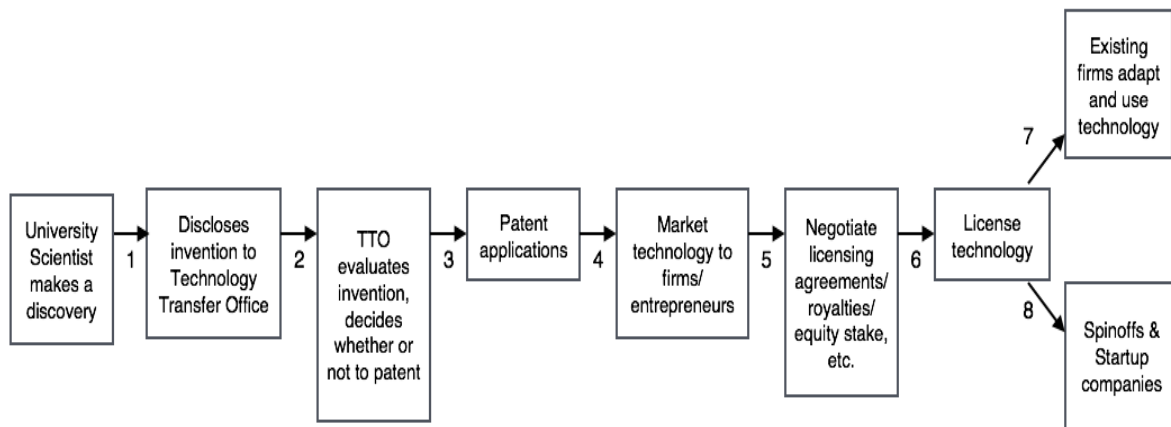 University
Scientist
makes a
discovery
1
Discloses
invention to
Technology
Transfer Office
2
TTO
evaluates
invention,
decides
whether or
not to patent
3
Patent
applications
4
Market
technology to
firms/
entrepreneurs
5
Negotiate
licensing
agreements/
royalties/
equity stake,
etc.
6
License
technology
7
Existing
firms adapt
and use
technology
8
Spinoffs &
Startup
companies